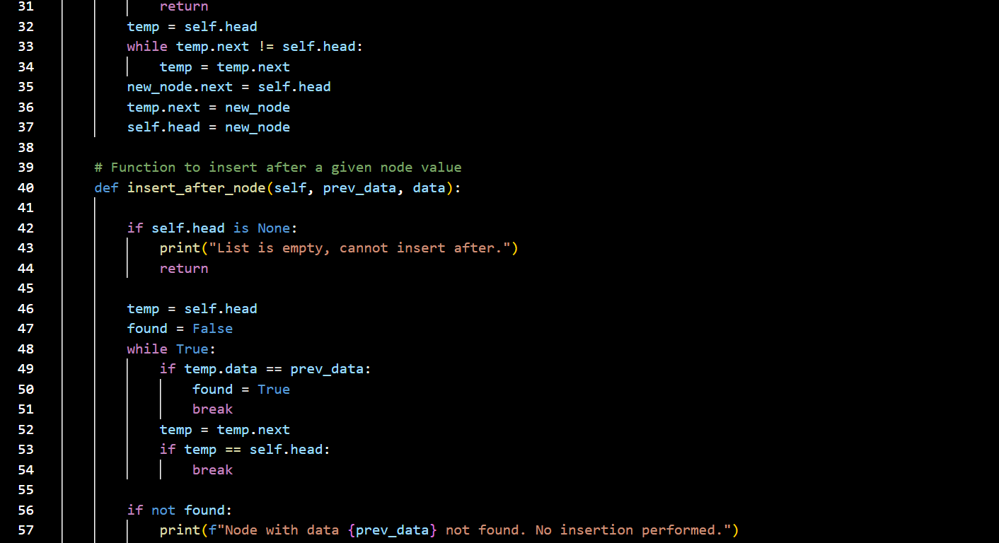 31 return
32 temp = self.head
33 while temp.next != self.head:
34 temp = temp.next
35 new_node.next = self.head
36 temp.next = new_node
37 self.head = new_node
38
39 # Function to insert after a given node value
40 def insert_after_node(self, prev_data, data):
41
42 if self.head is None:
43 print("List is empty, cannot insert after.")
44 return
45
46 temp = self.head
47 found = False
48 while True:
49 if temp.data == prev_data:
50 found = True
51 break
52 temp = temp.next
53 if temp == self.head:
54 break
55
56 if not found:
57 print(f"Node with data {prev_data} not found. No insertion performed.")